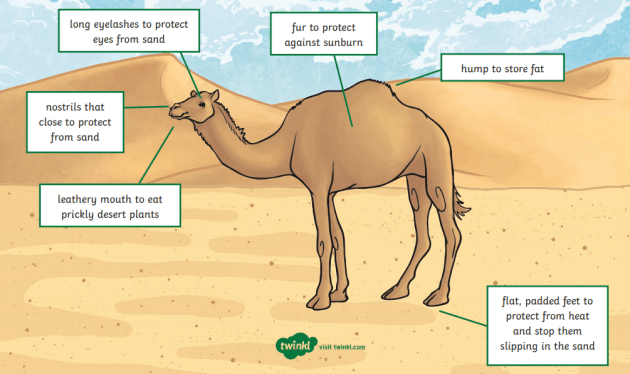 long eyelashes to protect
eyes from sand
fur to protect
against sunburn
hump to store fat
nostrils that
close to protect
from sand
leathery mouth to eat
prickly desert plants
flat, padded feet to
protect from heat
and stop them
slipping in the sand
twinkl visit twinkl.com